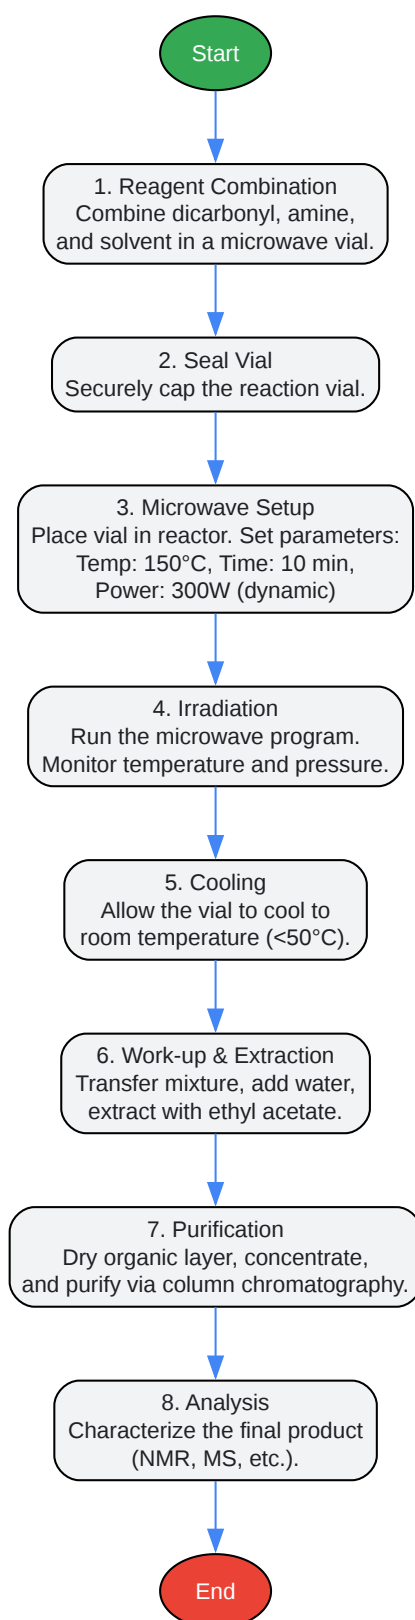 Start
1. Reagent Combination
Combine dicarbonyl, amine,
and solvent in a microwave vial.
2. Seal Vial
Securely cap the reaction vial.
3. Microwave Setup
Place vial in reactor. Set parameters:
Temp: 150°C, Time: 10 min,
Power: 300W (dynamic)
4. Irradiation
Run the microwave program.
Monitor temperature and pressure.
5. Cooling
Allow the vial to cool to
room temperature (<50°C).
6. Work-up & Extraction
Transfer mixture, add water,
extract with ethyl acetate.
7. Purification
Dry organic layer, concentrate,
and purify via column chromatography.
8. Analysis
Characterize the final product
(NMR, MS, etc.).
End